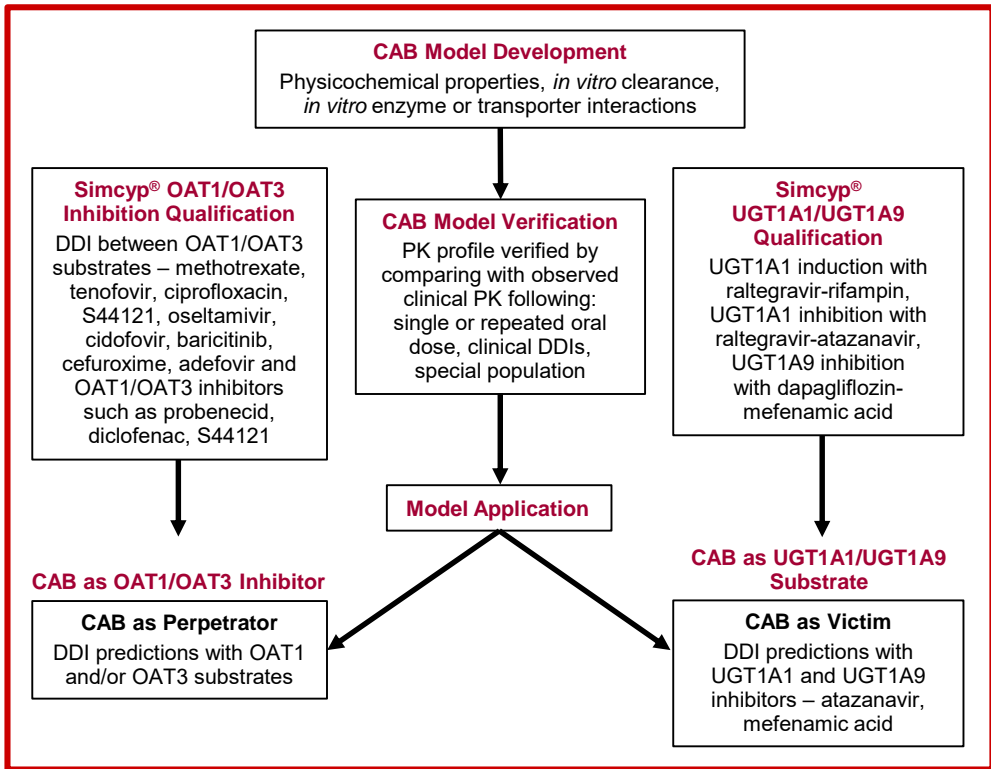 CAB Model Development
Physicochemical properties, in vitro clearance,
in vitro enzyme or transporter interactions
Simcyp® OAT1/OAT3
Inhibition Qualification
DDI between OAT1/OAT3
substrates – methotrexate,
tenofovir, ciprofloxacin,
S44121, oseltamivir,
cidofovir, baricitinib,
cefuroxime, adefovir and
OAT1/OAT3 inhibitors
such as probenecid,
diclofenac, S44121
CAB Model Verification
PK profile verified by
comparing with observed
clinical PK following:
single or repeated oral
dose, clinical DDIs,
special population
Simcyp®
UGT1A1/UGT1A9
Qualification
UGT1A1 induction with
raltegravir-rifampin,
UGT1A1 inhibition with
raltegravir-atazanavir,
UGT1A9 inhibition
with dapagliflozin-
mefenamic acid
Model Application
CAB as OAT1/OAT3 Inhibitor
CAB as Perpetrator
DDI predictions with OAT1
and/or OAT3 substrates
CAB as UGT1A1/UGT1A9
Substrate
CAB as Victim
DDI predictions with
UGT1A1 and UGT1A9
inhibitors – atazanavir,
mefenamic acid